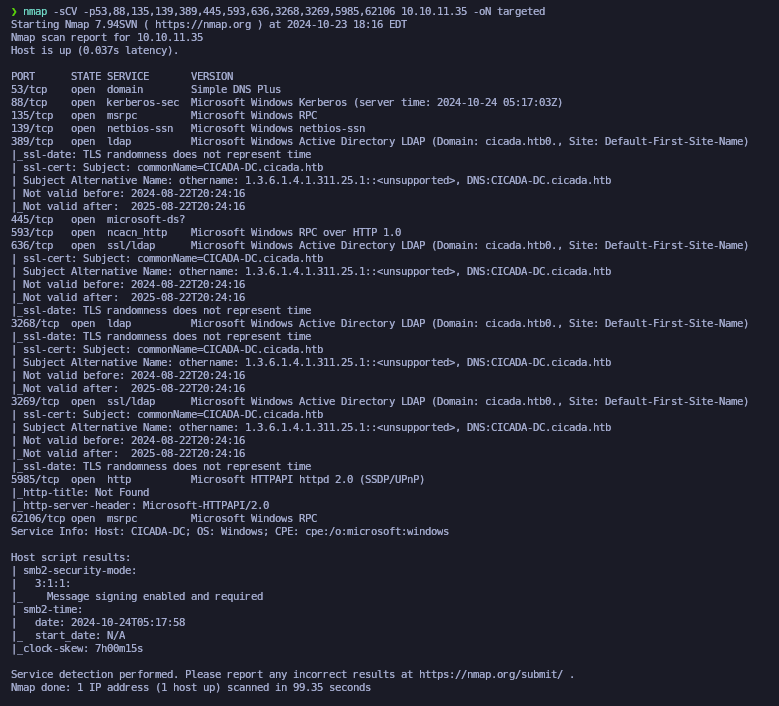 ❯ nmap -sCV -p53,88,135,139,389,445,593,636,3268,3269,5985,62106 10.10.11.35 -oN targeted
Starting Nmap 7.94SVN ( https://nmap.org ) at 2024-10-23 18:16 EDT
Nmap scan report for 10.10.11.35
Host is up (0.037s latency).

PORT      STATE SERVICE       VERSION
53/tcp    open  domain        Simple DNS Plus
88/tcp    open  kerberos-sec  Microsoft Windows Kerberos (server time: 2024-10-24 05:17:03Z)
135/tcp   open  msrpc         Microsoft Windows RPC
139/tcp   open  netbios-ssn   Microsoft Windows netbios-ssn
389/tcp   open  ldap          Microsoft Windows Active Directory LDAP (Domain: cicada.htb0., Site: Default-First-Site-Name)
|_ssl-date: TLS randomness does not represent time
| ssl-cert: Subject: commonName=CICADA-DC.cicada.htb
| Subject Alternative Name: othername: 1.3.6.1.4.1.311.25.1::<unsupported>, DNS:CICADA-DC.cicada.htb
| Not valid before: 2024-08-22T20:24:16
|_Not valid after:  2025-08-22T20:24:16
445/tcp   open  microsoft-ds?
593/tcp   open  ncacn_http    Microsoft Windows RPC over HTTP 1.0
636/tcp   open  ssl/ldap      Microsoft Windows Active Directory LDAP (Domain: cicada.htb0., Site: Default-First-Site-Name)
| ssl-cert: Subject: commonName=CICADA-DC.cicada.htb
| Subject Alternative Name: othername: 1.3.6.1.4.1.311.25.1::<unsupported>, DNS:CICADA-DC.cicada.htb
| Not valid before: 2024-08-22T20:24:16
|_Not valid after:  2025-08-22T20:24:16
|_ssl-date: TLS randomness does not represent time
3268/tcp  open  ldap          Microsoft Windows Active Directory LDAP (Domain: cicada.htb0., Site: Default-First-Site-Name)
|_ssl-date: TLS randomness does not represent time
| ssl-cert: Subject: commonName=CICADA-DC.cicada.htb
| Subject Alternative Name: othername: 1.3.6.1.4.1.311.25.1::<unsupported>, DNS:CICADA-DC.cicada.htb
| Not valid before: 2024-08-22T20:24:16
|_Not valid after:  2025-08-22T20:24:16
3269/tcp  open  ssl/ldap      Microsoft Windows Active Directory LDAP (Domain: cicada.htb0., Site: Default-First-Site-Name)
| ssl-cert: Subject: commonName=CICADA-DC.cicada.htb
| Subject Alternative Name: othername: 1.3.6.1.4.1.311.25.1::<unsupported>, DNS:CICADA-DC.cicada.htb
| Not valid before: 2024-08-22T20:24:16
|_Not valid after:  2025-08-22T20:24:16
|_ssl-date: TLS randomness does not represent time
5985/tcp  open  http          Microsoft HTTPAPI httpd 2.0 (SSDP/UPnP)
|_http-title: Not Found
|_http-server-header: Microsoft-HTTPAPI/2.0
62106/tcp open  msrpc         Microsoft Windows RPC
Service Info: Host: CICADA-DC; OS: Windows; CPE: cpe:/o:microsoft:windows

Host script results:
| smb2-security-mode:
|   3:1:1:
|_    Message signing enabled and required
| smb2-time:
|   date: 2024-10-24T05:17:58
|_  start_date: N/A
|_clock-skew: 7h00m15s

Service detection performed. Please report any incorrect results at https://nmap.org/submit/ .
Nmap done: 1 IP address (1 host up) scanned in 99.35 seconds